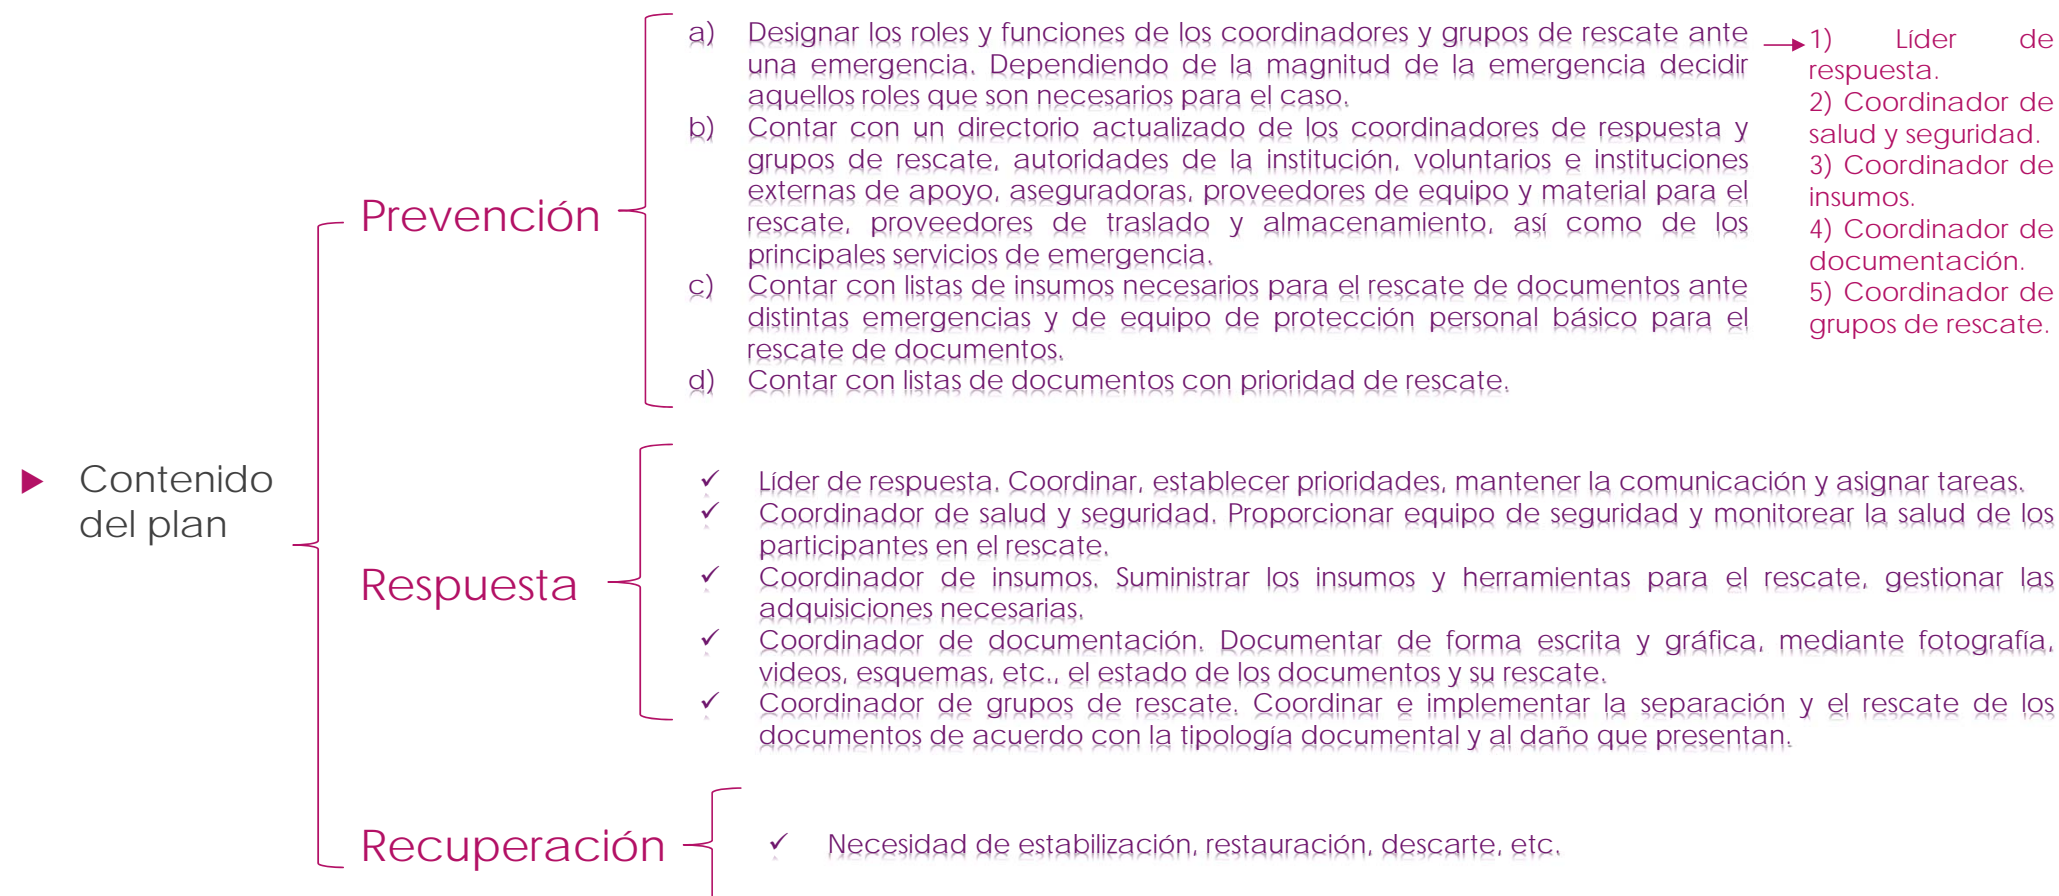 Contenido
del plan
Prevención
a) Designar los roles y funciones de los coordinadores y grupos de rescate ante
una emergencia. Dependiendo de la magnitud de la emergencia decidir
aquellos roles que son necesarios para el caso.
b) Contar con un directorio actualizado de los coordinadores de respuesta y
grupos de rescate, autoridades de la institución, voluntarios e instituciones
externas de apoyo, aseguradoras, proveedores de equipo y material para el
rescate, proveedores de traslado y almacenamiento, así como de los
principales servicios de emergencia.
c) Contar con listas de insumos necesarios para el rescate de documentos ante
distintas emergencias y de equipo de protección personal básico para el
rescate de documentos.
d) Contar con listas de documentos con prioridad de rescate.
1) Líder de
respuesta.
2) Coordinador de
salud y seguridad.
3) Coordinador de
insumos.
4) Coordinador de
documentación.
5) Coordinador de
grupos de rescate.
Respuesta
✓ Líder de respuesta. Coordinar, establecer prioridades, mantener la comunicación y asignar tareas.
✓ Coordinador de salud y seguridad. Proporcionar equipo de seguridad y monitorear la salud de los
participantes en el rescate.
✓ Coordinador de insumos. Suministrar los insumos y herramientas para el rescate, gestionar las
adquisiciones necesarias.
✓ Coordinador de documentación. Documentar de forma escrita y gráfica, mediante fotografía,
videos, esquemas, etc., el estado de los documentos y su rescate.
✓ Coordinador de grupos de rescate. Coordinar e implementar la separación y el rescate de los
documentos de acuerdo con la tipología documental y al daño que presentan.
Recuperación
✓ Necesidad de estabilización, restauración, descarte, etc.